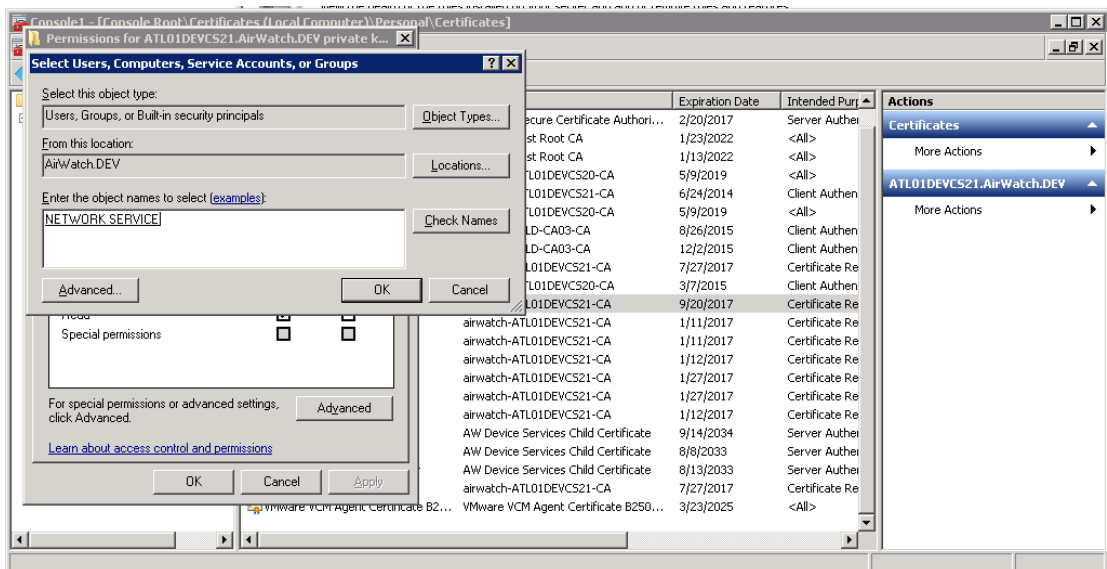 Console1 - [Console Root\Certificates (Local Computer)\Personal\Certificates]
Permissions for ATL01DEVCS21.AirWatch.DEV private k...
Select Users, Computers, Service Accounts, or Groups
Select this object type:
Users, Groups, or Built-in security principals
Object Types...
From this location:
AirWatch.DEV
Locations...
Enter the object names to select (examples):
NETWORK SERVICE
Check Names
Advanced...
OK
Cancel
Special permissions
For special permissions or advanced settings,
click Advanced.
Advanced
Learn about access control and permissions
OK
Cancel
Apply
Expiration Date
Intended Purp
ecure Certificate Authori... 2/20/2017 Server Authen
st Root CA 1/23/2022 <All>
st Root CA 1/13/2022 <All>
TL01DEVCS20-CA 5/9/2019 <All>
TL01DEVCS21-CA 6/24/2014 Client Authen
TL01DEVCS20-CA 5/9/2019 <All>
LD-CA03-CA 8/26/2015 Client Authen
LD-CA03-CA 12/2/2015 Client Authen
L01DEVCS21-CA 7/27/2017 Certificate Re
TL01DEVCS20-CA 3/7/2015 Client Authen
L01DEVCS21-CA 9/20/2017 Certificate Re
airwatch-ATL01DEVCS21-CA 1/11/2017 Certificate Re
airwatch-ATL01DEVCS21-CA 1/11/2017 Certificate Re
airwatch-ATL01DEVCS21-CA 1/12/2017 Certificate Re
airwatch-ATL01DEVCS21-CA 1/27/2017 Certificate Re
airwatch-ATL01DEVCS21-CA 1/27/2017 Certificate Re
airwatch-ATL01DEVCS21-CA 1/12/2017 Certificate Re
AW Device Services Child Certificate 9/14/2034 Server Authen
AW Device Services Child Certificate 8/8/2033 Server Authen
AW Device Services Child Certificate 8/13/2033 Server Authen
airwatch-ATL01DEVCS21-CA 7/27/2017 Certificate Re
VMware VCM Agent Certificate B2... VMware VCM Agent Certificate B250... 3/23/2025 <All>
Actions
Certificates
More Actions
ATL01DEVCS21.AirWatch.DEV
More Actions